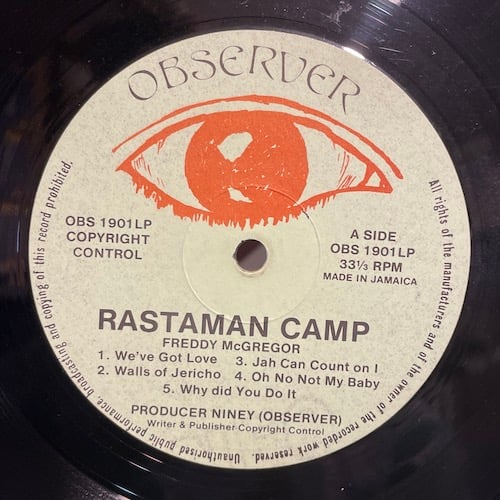 OBSERVER
OBS 1901LP
COPYRIGHT
CONTROL
A SIDE
OBS 1901LP
33⅓ RPM
MADE IN JAMAICA
RASTAMAN CAMP
FREDDY McGREGOR
1. We've Got Love
2. Walls of Jericho
3. Jah Can Count on I
4. Oh No Not My Baby
5. Why did You Do It
PRODUCER NINEY (OBSERVER)
Writer & Publisher-Copyright Control
All rights of the manufacturers and of the owner of the recorded work reserved. Unauthorised public performance, broadcasting and copying of this record prohibited.